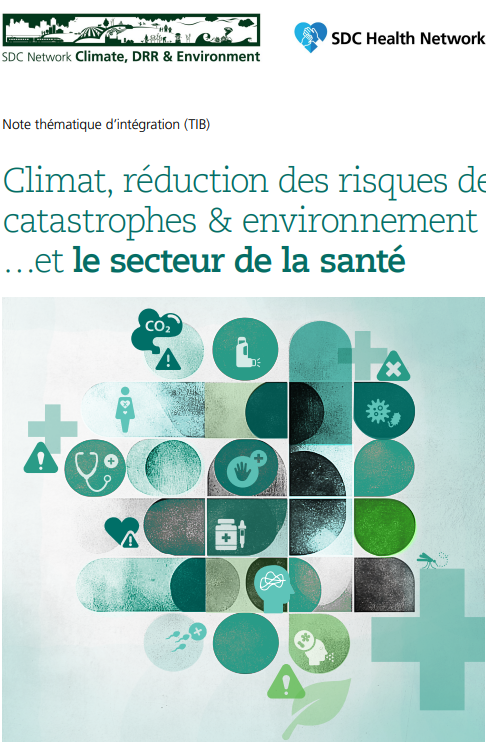 SDC Network Climate, DRR & Environment
SDC Health Network
Note thématique d'intégration (TIB)
Climat, réduction des risques de
catastrophes & environnement
...et le secteur de la santé
CO₂